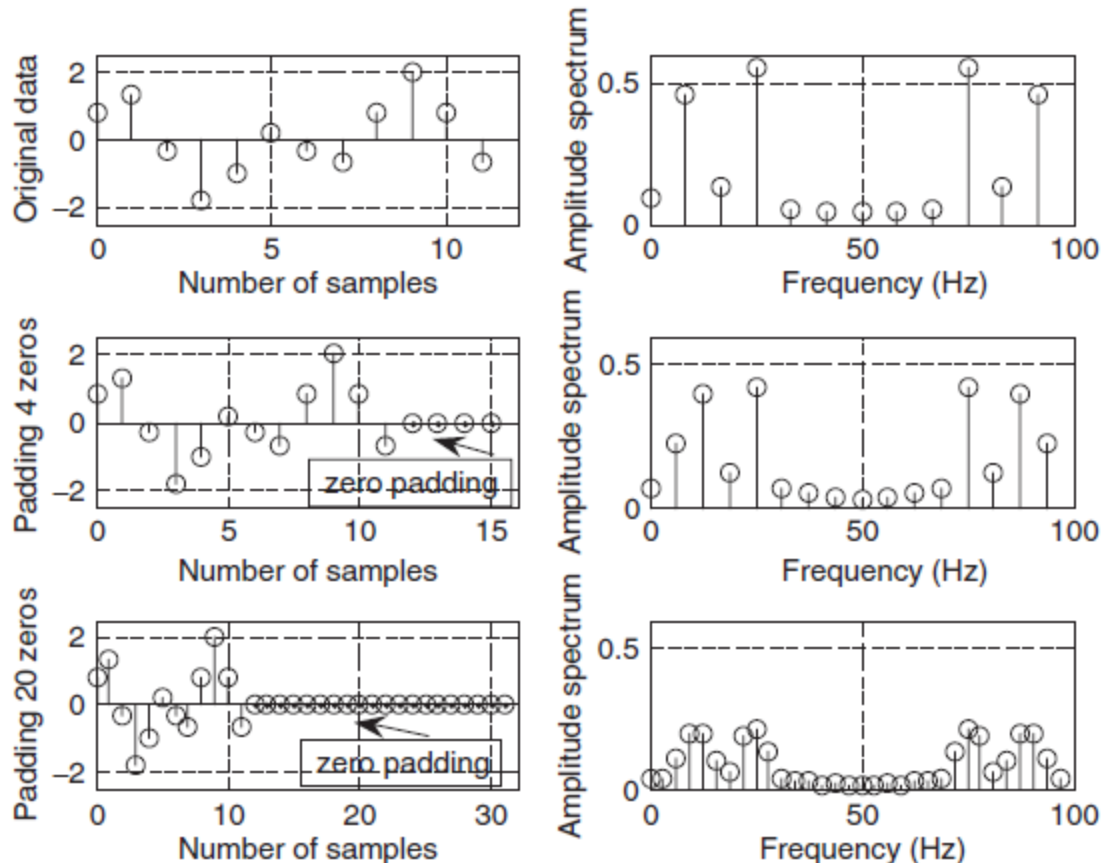 Original data
2
0
−2
0 5 10
Number of samples
Amplitude spectrum
0.5
0
0 50 100
Frequency (Hz)
Padding 4 zeros
2
0
−2
zero padding
0 5 10 15
Number of samples
Amplitude spectrum
0.5
0
0 50 100
Frequency (Hz)
Padding 20 zeros
2
0
−2
zero padding
0 10 20 30
Number of samples
Amplitude spectrum
0.5
0
0 50 100
Frequency (Hz)